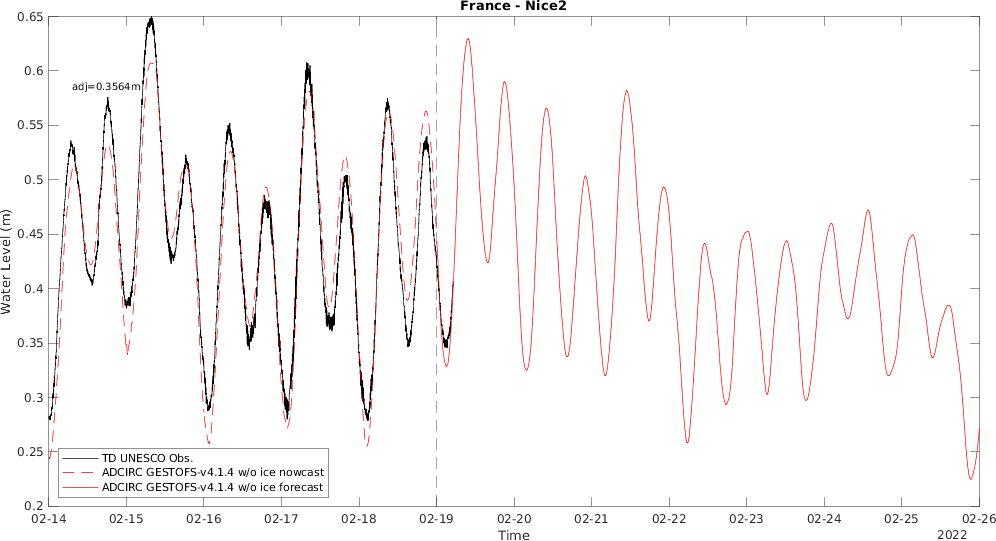 France - Nice2
Water Level (m)
0.65
0.6
0.55
0.5
0.45
0.4
0.35
0.3
0.25
0.2
adj=0.3564m
TD UNESCO Obs.
ADCIRC GESTOFS-v4.1.4 w/o ice nowcast
ADCIRC GESTOFS-v4.1.4 w/o ice forecast
02-14 02-15 02-16 02-17 02-18 02-19 02-20 02-21 02-22 02-23 02-24 02-25 02-26
Time
2022